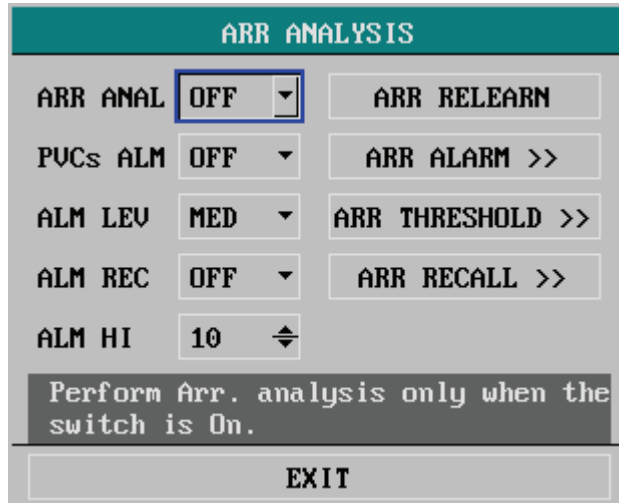 ARR ANALYSIS
ARR ANAL OFF ARR RELEARN
PVCs ALM OFF ARR ALARM >>
ALM LEV MED ARR THRESHOLD >>
ALM REC OFF ARR RECALL >>
ALM HI 10
Perform Arr. analysis only when the
switch is On.
EXIT